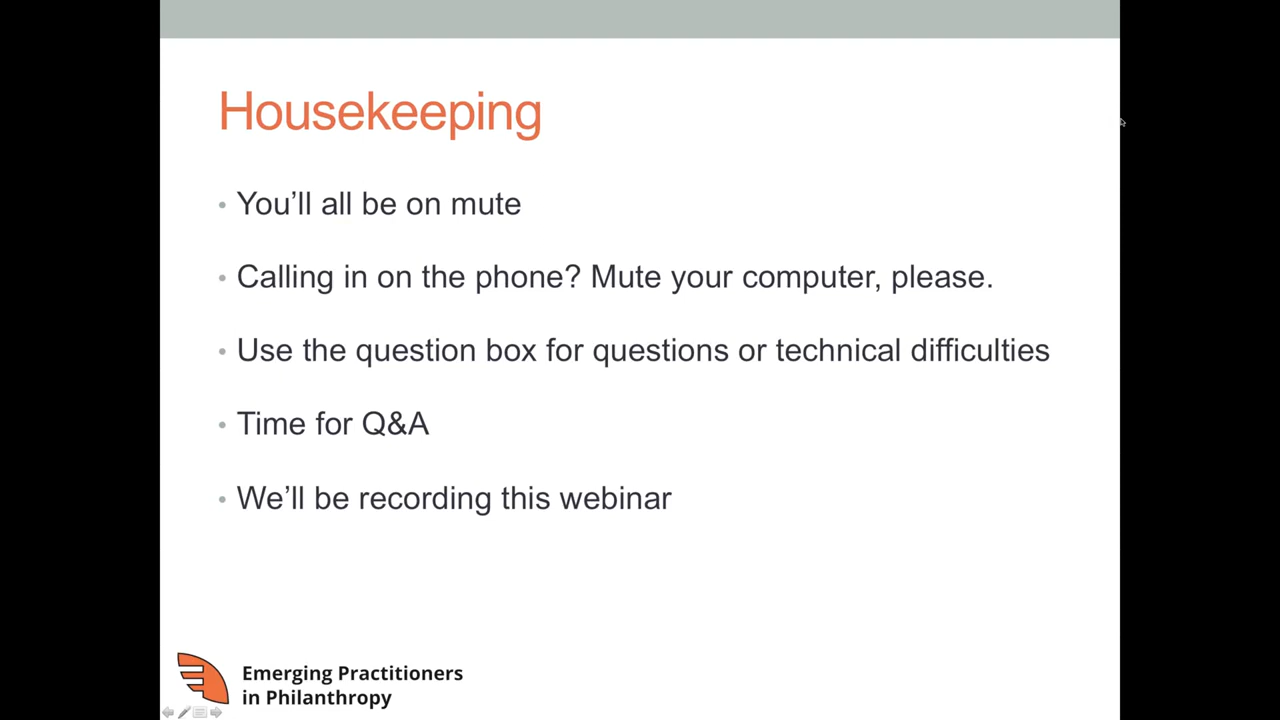 Housekeeping
• You’ll all be on mute
• Calling in on the phone? Mute your computer, please.
• Use the question box for questions or technical difficulties
• Time for Q&A
• We’ll be recording this webinar
Emerging Practitioners
in Philanthropy